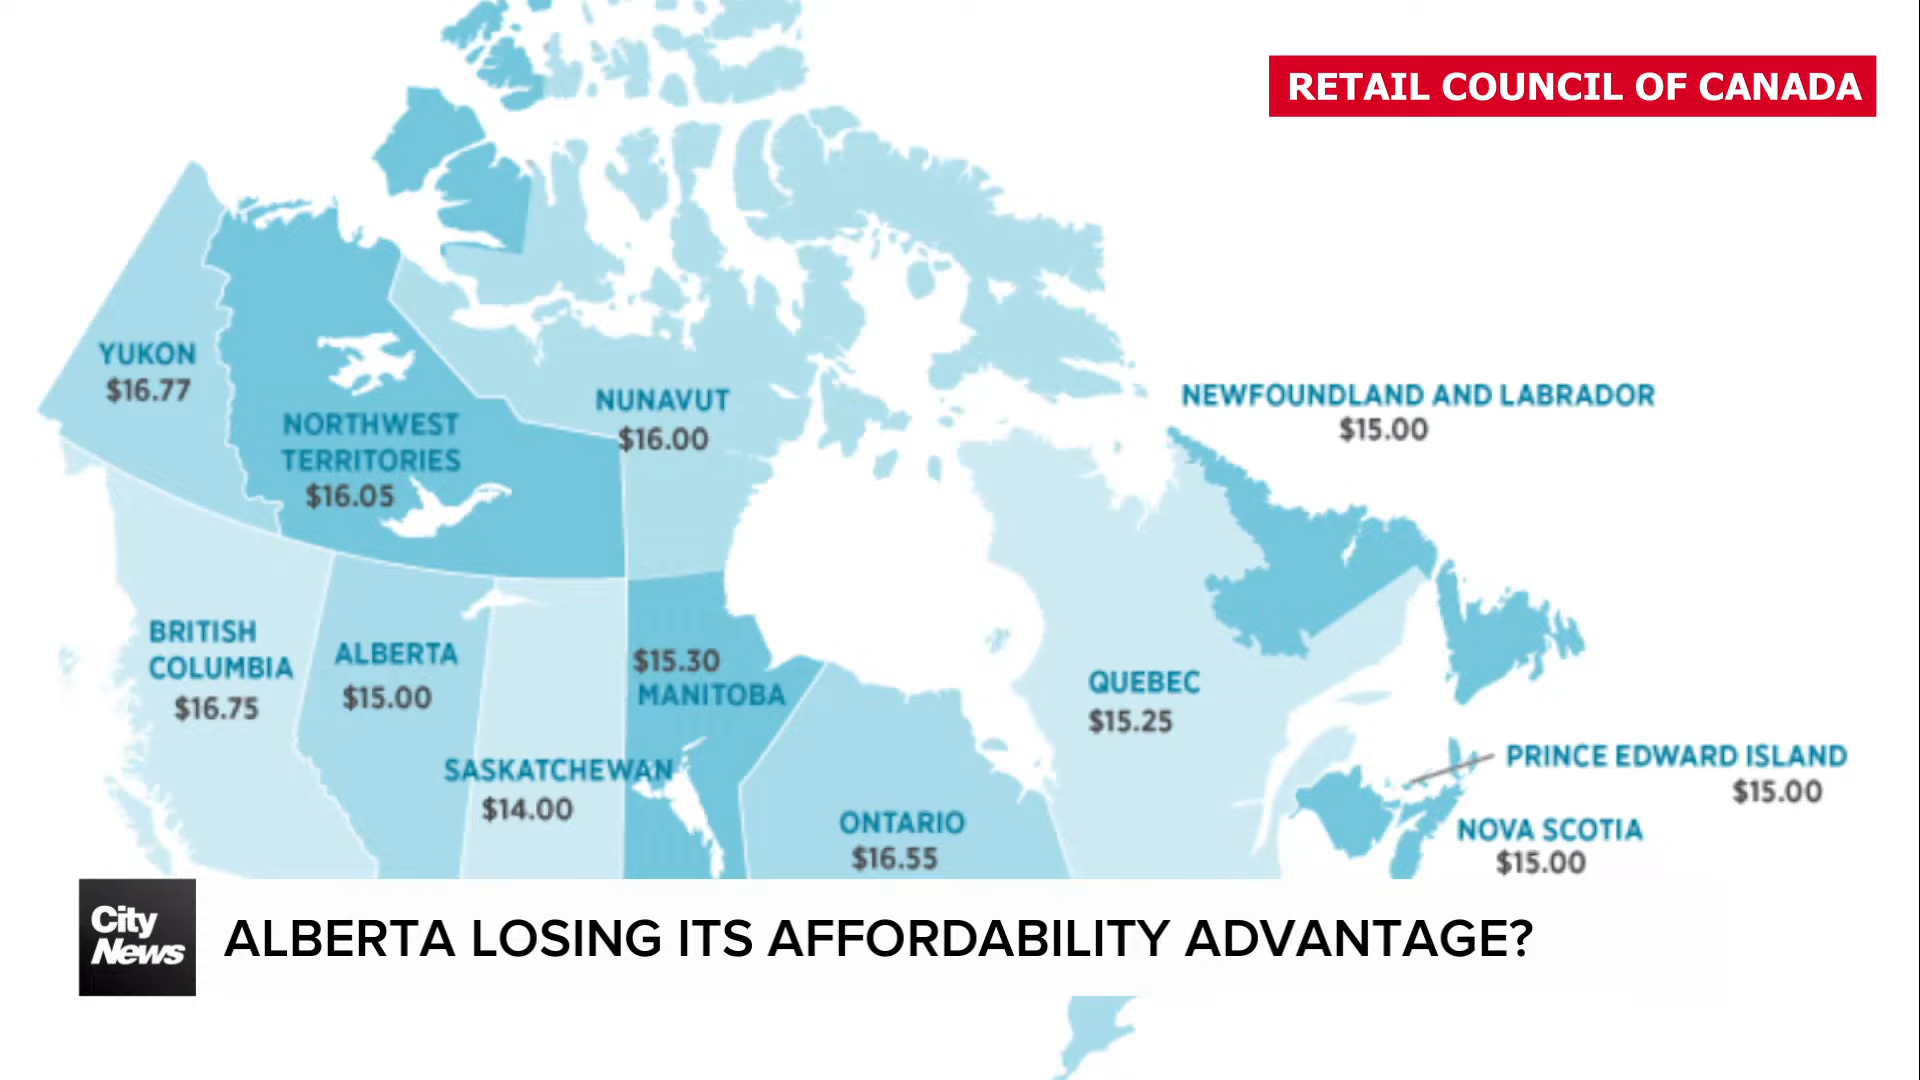 RETAIL COUNCIL OF CANADA
YUKON
$16.77
NORTHWEST
TERRITORIES
$16.05
NUNAVUT
$16.00
NEWFOUNDLAND AND LABRADOR
$15.00
BRITISH
COLUMBIA
$16.75
ALBERTA
$15.00
SASKATCHEWAN
$14.00
$15.30
MANITOBA
ONTARIO
$16.55
QUEBEC
$15.25
PRINCE EDWARD ISLAND
$15.00
NOVA SCOTIA
$15.00
City
News
ALBERTA LOSING ITS AFFORDABILITY ADVANTAGE?